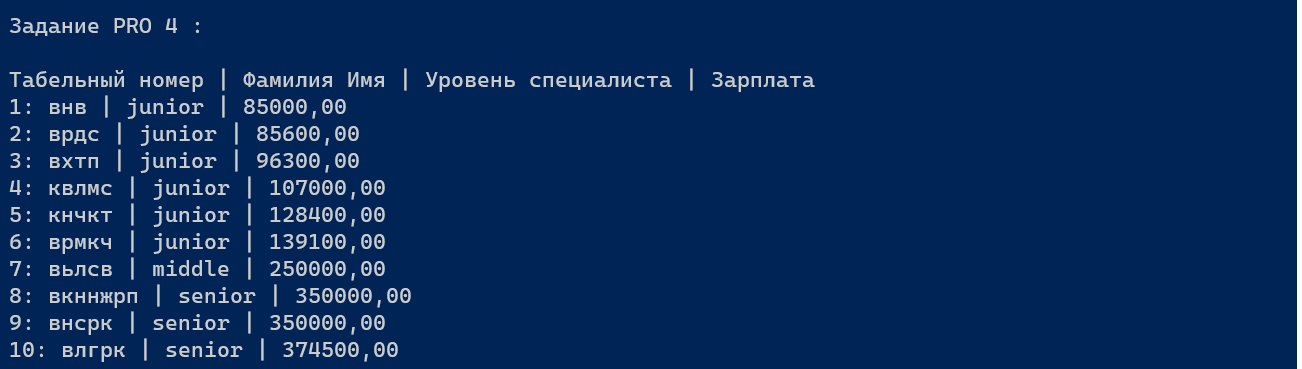 Задание PRO 4 :
Табельный номер | Фамилия Имя | Уровень специалиста | Зарплата
1: внв | junior | 85000,00
2: врдс | junior | 85600,00
3: вхтп | junior | 96300,00
4: квлмс | junior | 107000,00
5: кнчкт | junior | 128400,00
6: врмкч | junior | 139100,00
7: вьлсв | middle | 250000,00
8: вкннжрп | senior | 350000,00
9: внсрк | senior | 350000,00
10: влгрк | senior | 374500,00